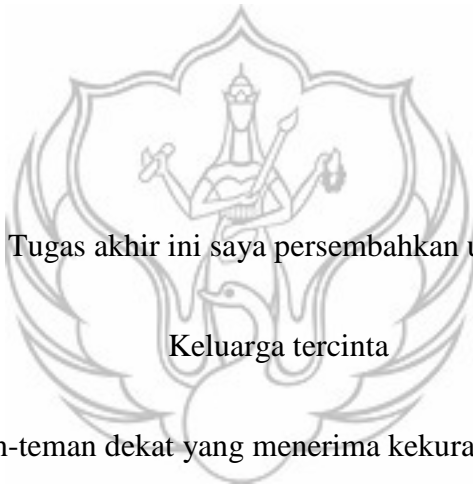 Tugas akhir ini saya persembahkan u
Keluarga tercinta
n-teman dekat yang menerima kekura